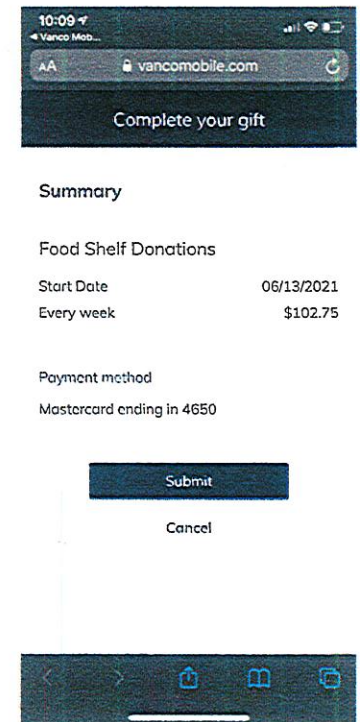 10:09
◀ Vanco Mob...
AA vancomobile.com
Complete your gift
Summary
Food Shelf Donations
Start Date 06/13/2021
Every week $102.75
Payment method
Mastercard ending in 4650
Submit
Cancel